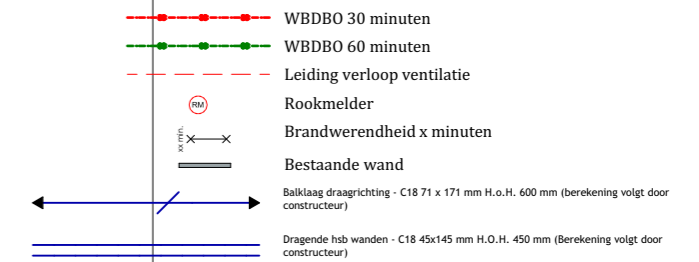 WBDBO 30 minuten
WBDBO 60 minuten
Leiding verloop ventilatie
RM
Rookmelder
xx min.
Brandwerendheid x minuten
Bestaande wand
Balklaag draagrichting - C18 71 x 171 mm H.o.H. 600 mm (berekening volgt door
constructeur)
Dragende hsb wanden - C18 45x145 mm H.O.H. 450 mm (Berekening volgt door
constructeur)